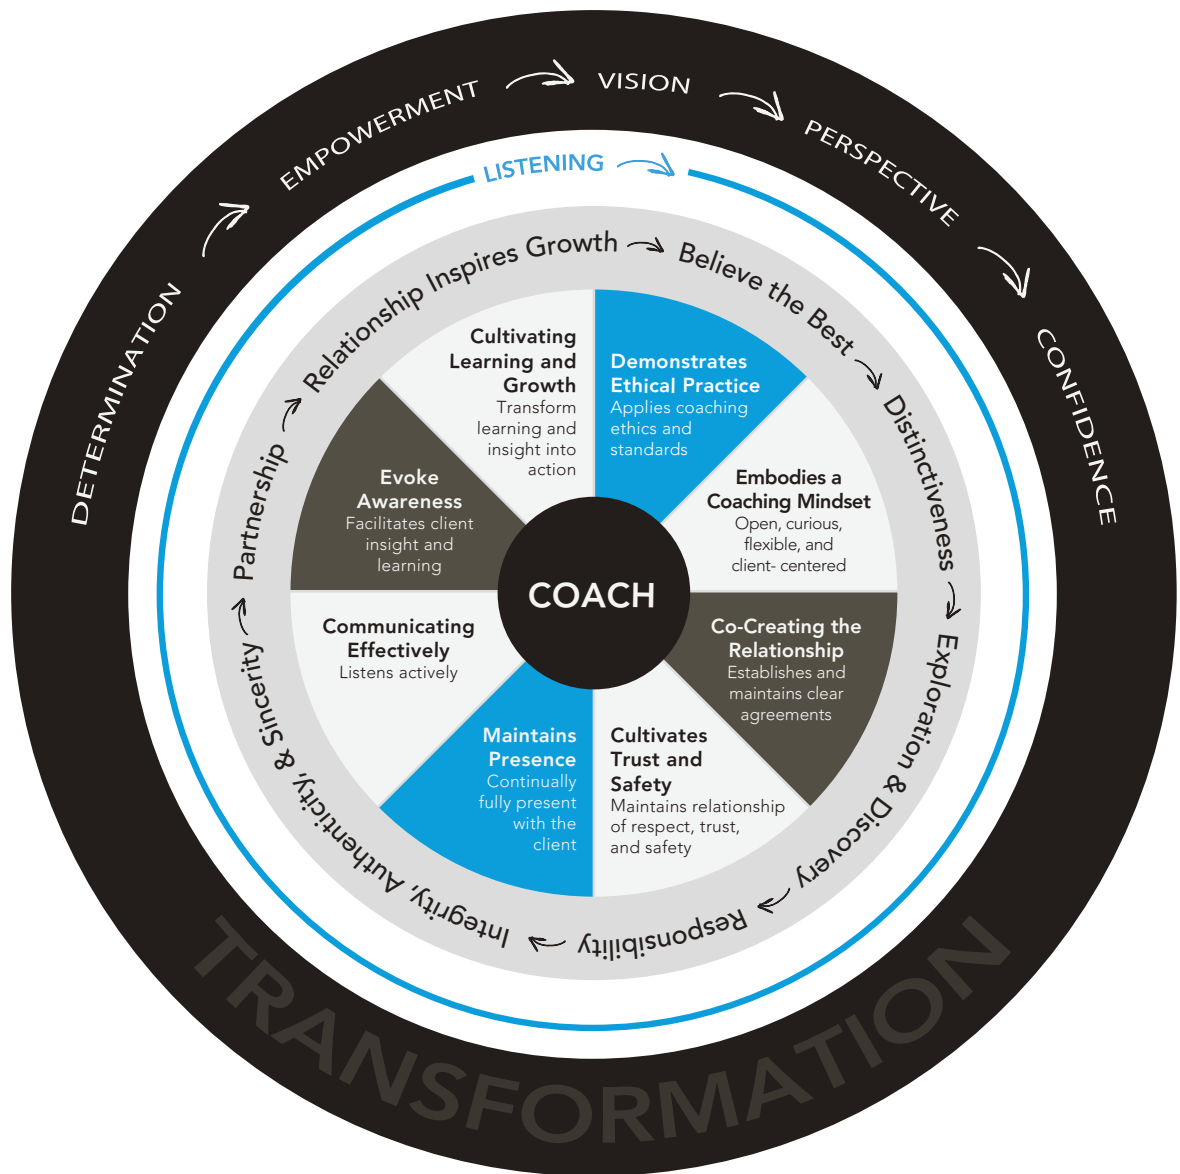 DETERMINATION
EMPOWERMENT
VISION
PERSPECTIVE
CONFIDENCE
LISTENING
Relationship Inspires Growth
Believe the Best
Distinctiveness
Exploration & Discovery
Responsibility
Integrity, Authenticity, & Sincerity
Partnership
Cultivating
Learning and
Growth
Transform
learning and
insight into
action
Demonstrates
Ethical Practice
Applies coaching
ethics and
standards
Embodies a
Coaching Mindset
Open, curious,
flexible, and
client- centered
Co-Creating the
Relationship
Establishes and
maintains clear
agreements
Cultivates
Trust and
Safety
Maintains relationship
of respect, trust,
and safety
Maintains
Presence
Continually
fully present
with the
client
Communicating
Effectively
Listens actively
Evoke
Awareness
Facilitates client
insight and
learning
COACH
TRANSFORMATION